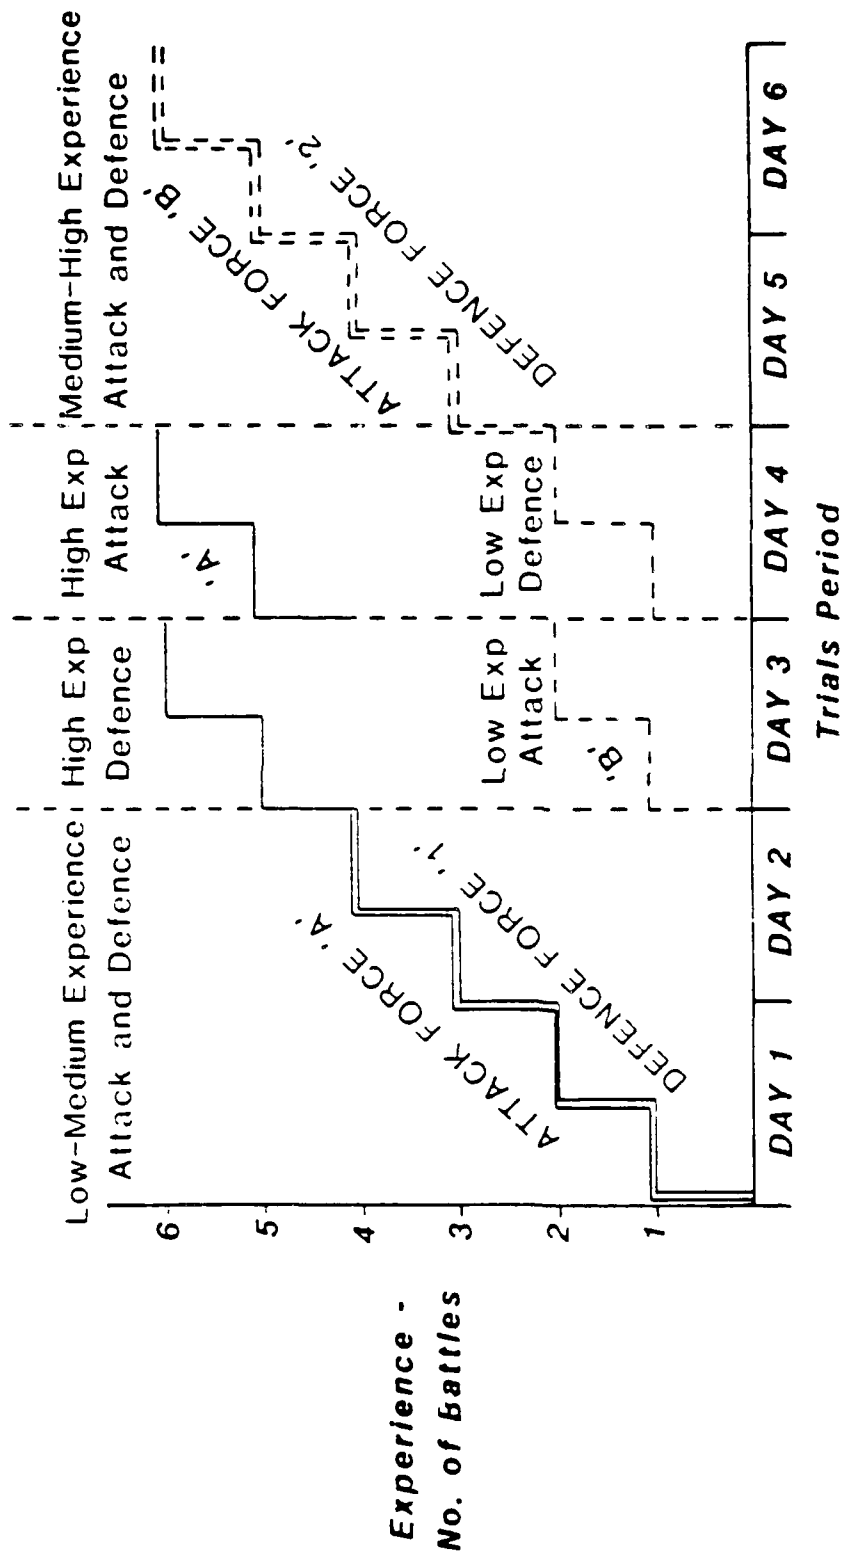 Low-Medium Experience
Attack and Defence
High Exp
Defence
High Exp
Attack
Medium-High Experience
Attack and Defence
6
5
4
3
2
1
Experience -
No. of Battles
ATTACK FORCE 'A'
DEFENCE FORCE '1'
Low Exp
Attack
'B'
'A'
Low Exp
Defence
ATTACK FORCE 'B'
DEFENCE FORCE '2'
DAY 1
DAY 2
DAY 3
DAY 4
DAY 5
DAY 6
Trials Period